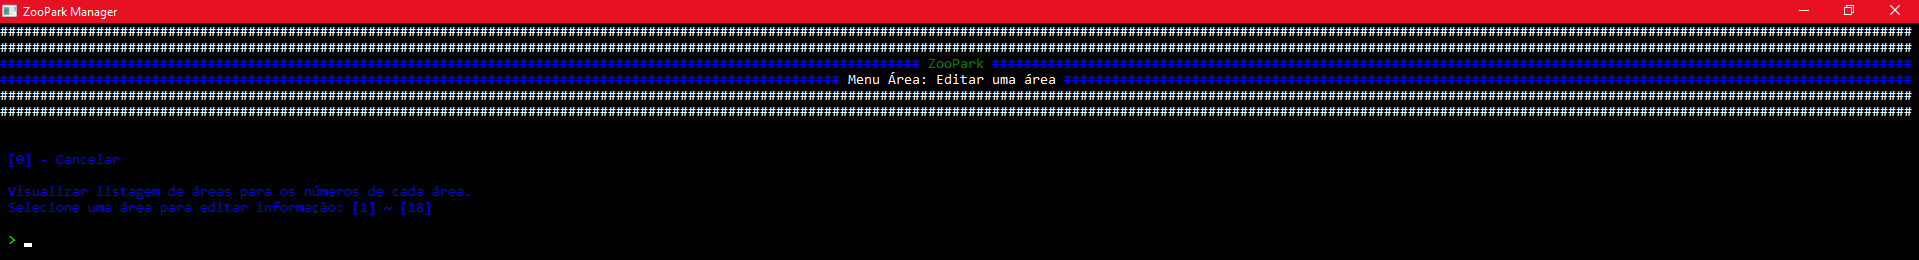 ZooPark Manager
ZooPark
Menu Área: Editar uma área
[0] - Cancelar
Visualizar listagem de áreas para os números de cada área.
Selecione uma área para editar informação: [1] ~ [18]
>